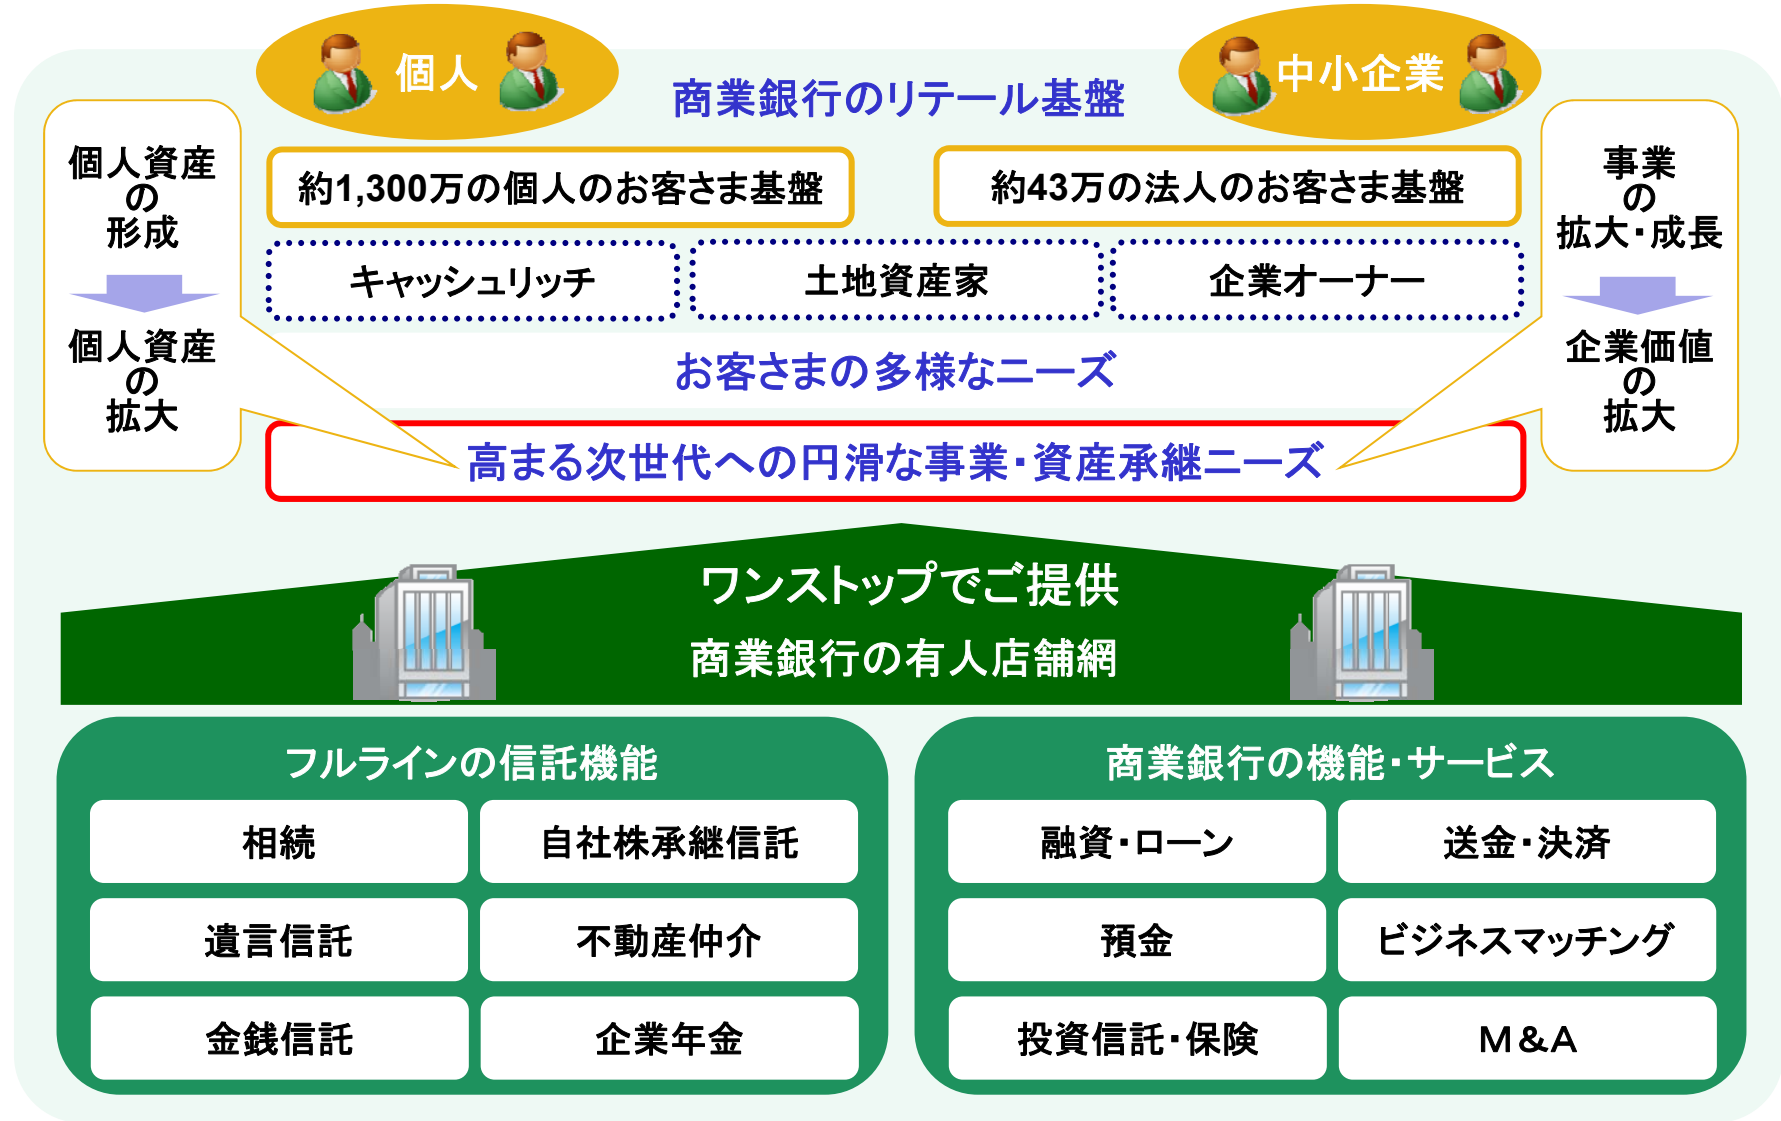 個人
商業銀行のリテール基盤
中小企業
個人資産
の
形成
個人資産
の
拡大
約1,300万の個人のお客さま基盤
約43万の法人のお客さま基盤
事業
の
拡大・成長
企業価値
の
拡大
キャッシュリッチ
土地資産家
企業オーナー
お客さまの多様なニーズ
高まる次世代への円滑な事業・資産承継ニーズ
ワンストップでご提供
商業銀行の有人店舗網
フルラインの信託機能
相続
自社株承継信託
遺言信託
不動産仲介
金銭信託
企業年金
商業銀行の機能・サービス
融資・ローン
送金・決済
預金
ビジネスマッチング
投資信託・保険
M&A